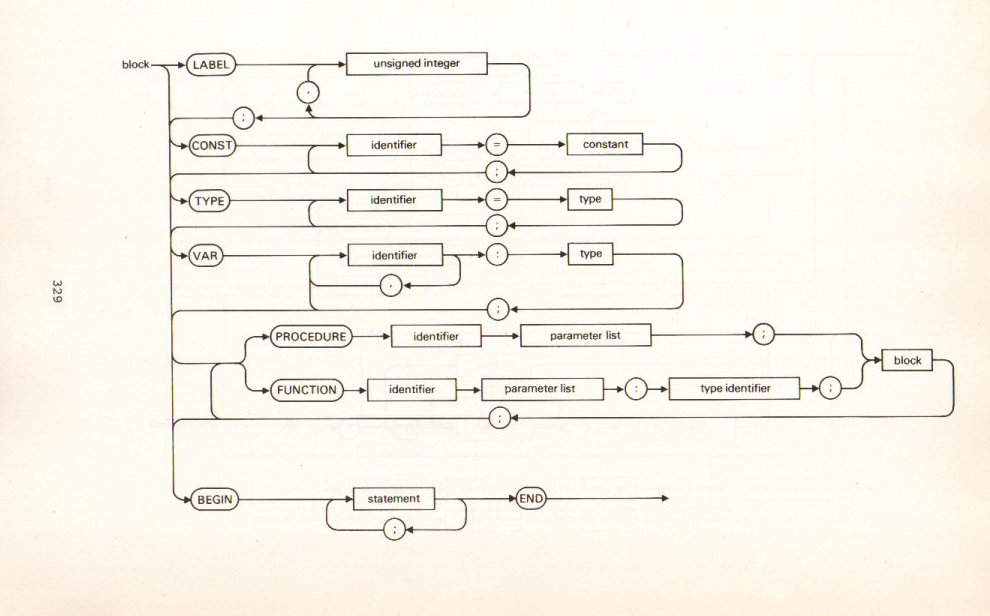 block LABEL unsigned integer
,
;
CONST identifier = constant
;
TYPE identifier = type
;
VAR identifier : type
,
;
329
PROCEDURE identifier parameter list ;
block
FUNCTION identifier parameter list : type identifier ;
;
BEGIN statement END
;